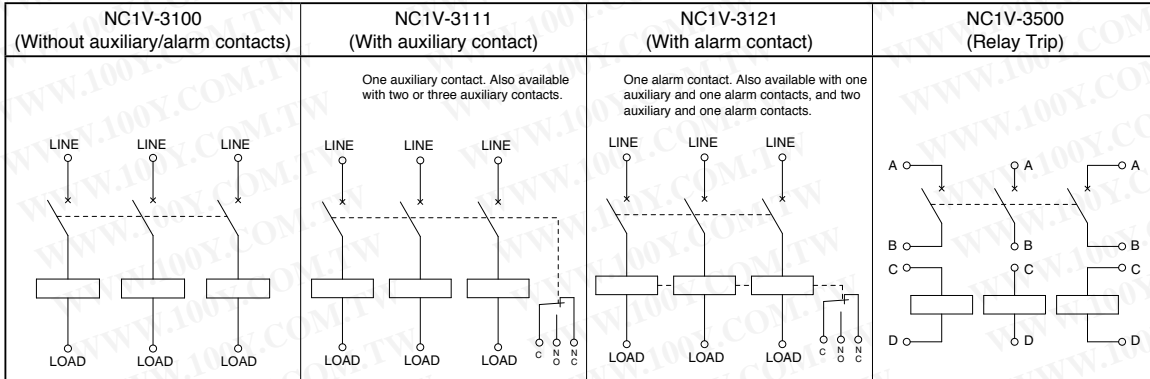 NC1V-3100
(Without auxiliary/alarm contacts)
NC1V-3111
(With auxiliary contact)
NC1V-3121
(With alarm contact)
NC1V-3500
(Relay Trip)
One auxiliary contact. Also available
with two or three auxiliary contacts.
One alarm contact. Also available with one
auxiliary and one alarm contacts, and two
auxiliary and one alarm contacts.
LINE LINE LINE
LOAD LOAD LOAD
LINE LINE LINE
LOAD LOAD LOAD
C NO NC
LINE LINE LINE
LOAD LOAD LOAD
C NO NC
A A A
B B B
C C C
D D D
WWW.100Y.COM.TW